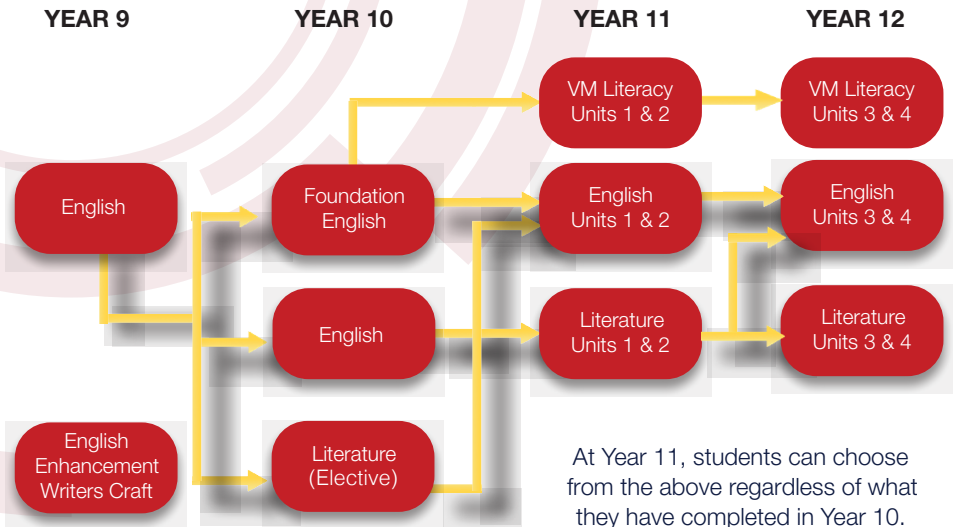 YEAR 9
YEAR 10
YEAR 11
YEAR 12
English
English
Enhancement
Writers Craft
Foundation
English
English
Literature
(Elective)
VM Literacy
Units 1 & 2
English
Units 1 & 2
Literature
Units 1 & 2
VM Literacy
Units 3 & 4
English
Units 3 & 4
Literature
Units 3 & 4
At Year 11, students can choose
from the above regardless of what
they have completed in Year 10.